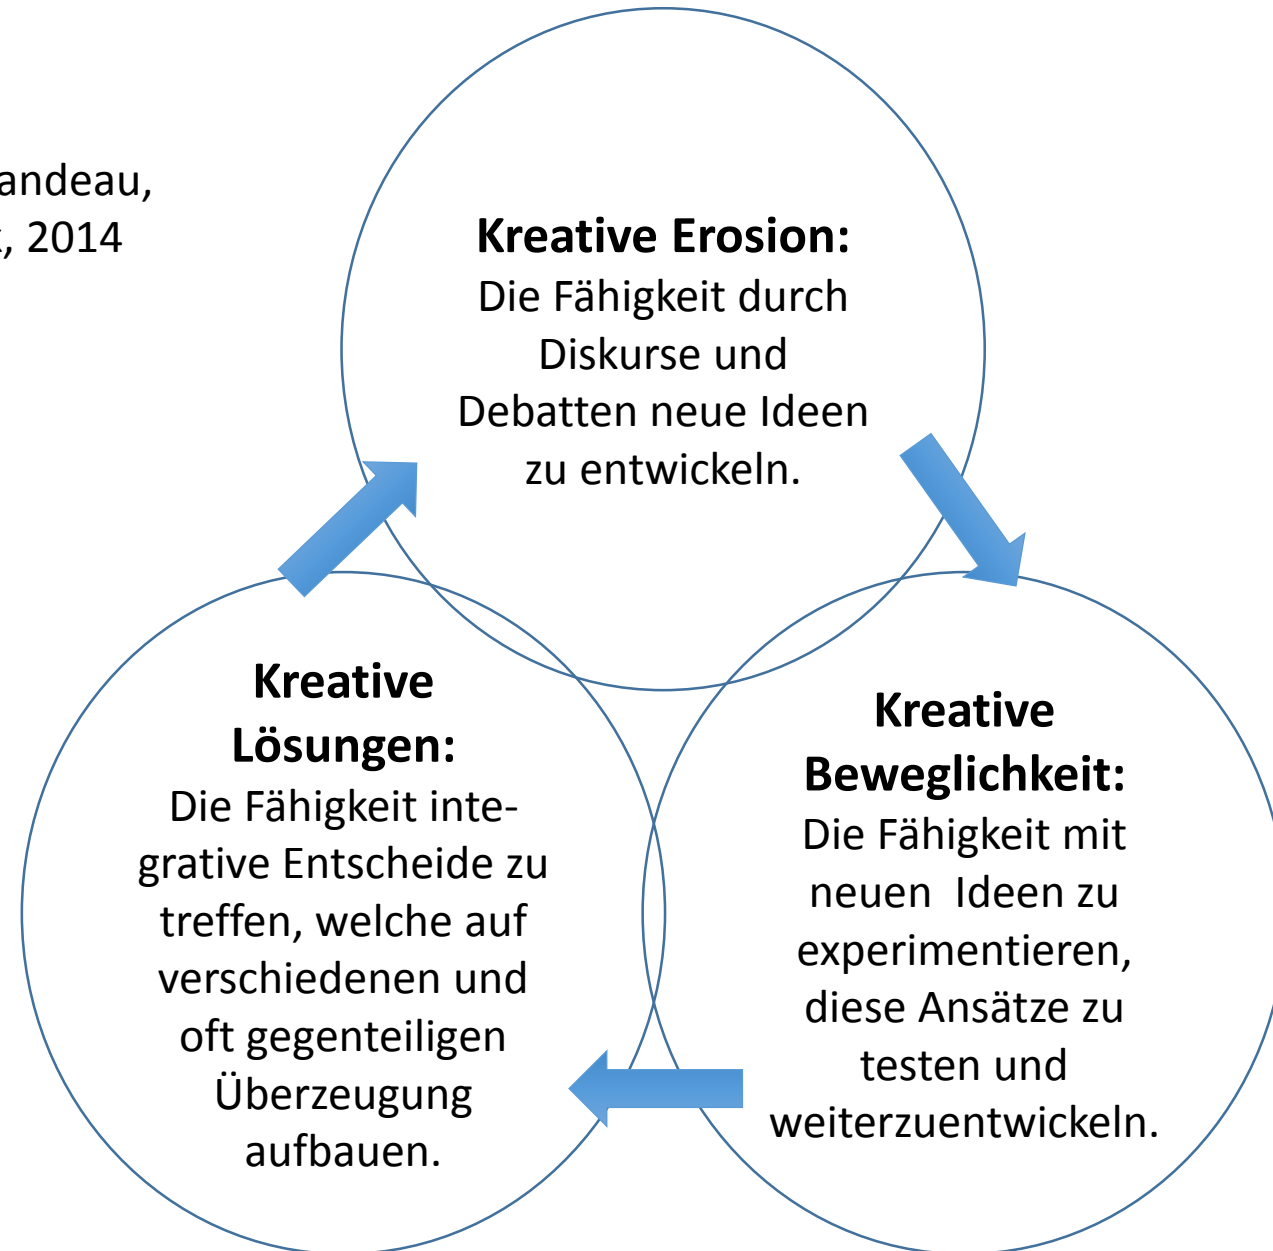 andeau,
, 2014
Kreative Erosion:
Die Fähigkeit durch
Diskurse und
Debatten neue Ideen
zu entwickeln.
Kreative
Lösungen:
Die Fähigkeit inte-
grative Entscheide zu
treffen, welche auf
verschiedenen und
oft gegenteiligen
Überzeugung
aufbauen.
Kreative
Beweglichkeit:
Die Fähigkeit mit
neuen  Ideen zu
experimentieren,
diese Ansätze zu
testen und
weiterzuentwickeln.